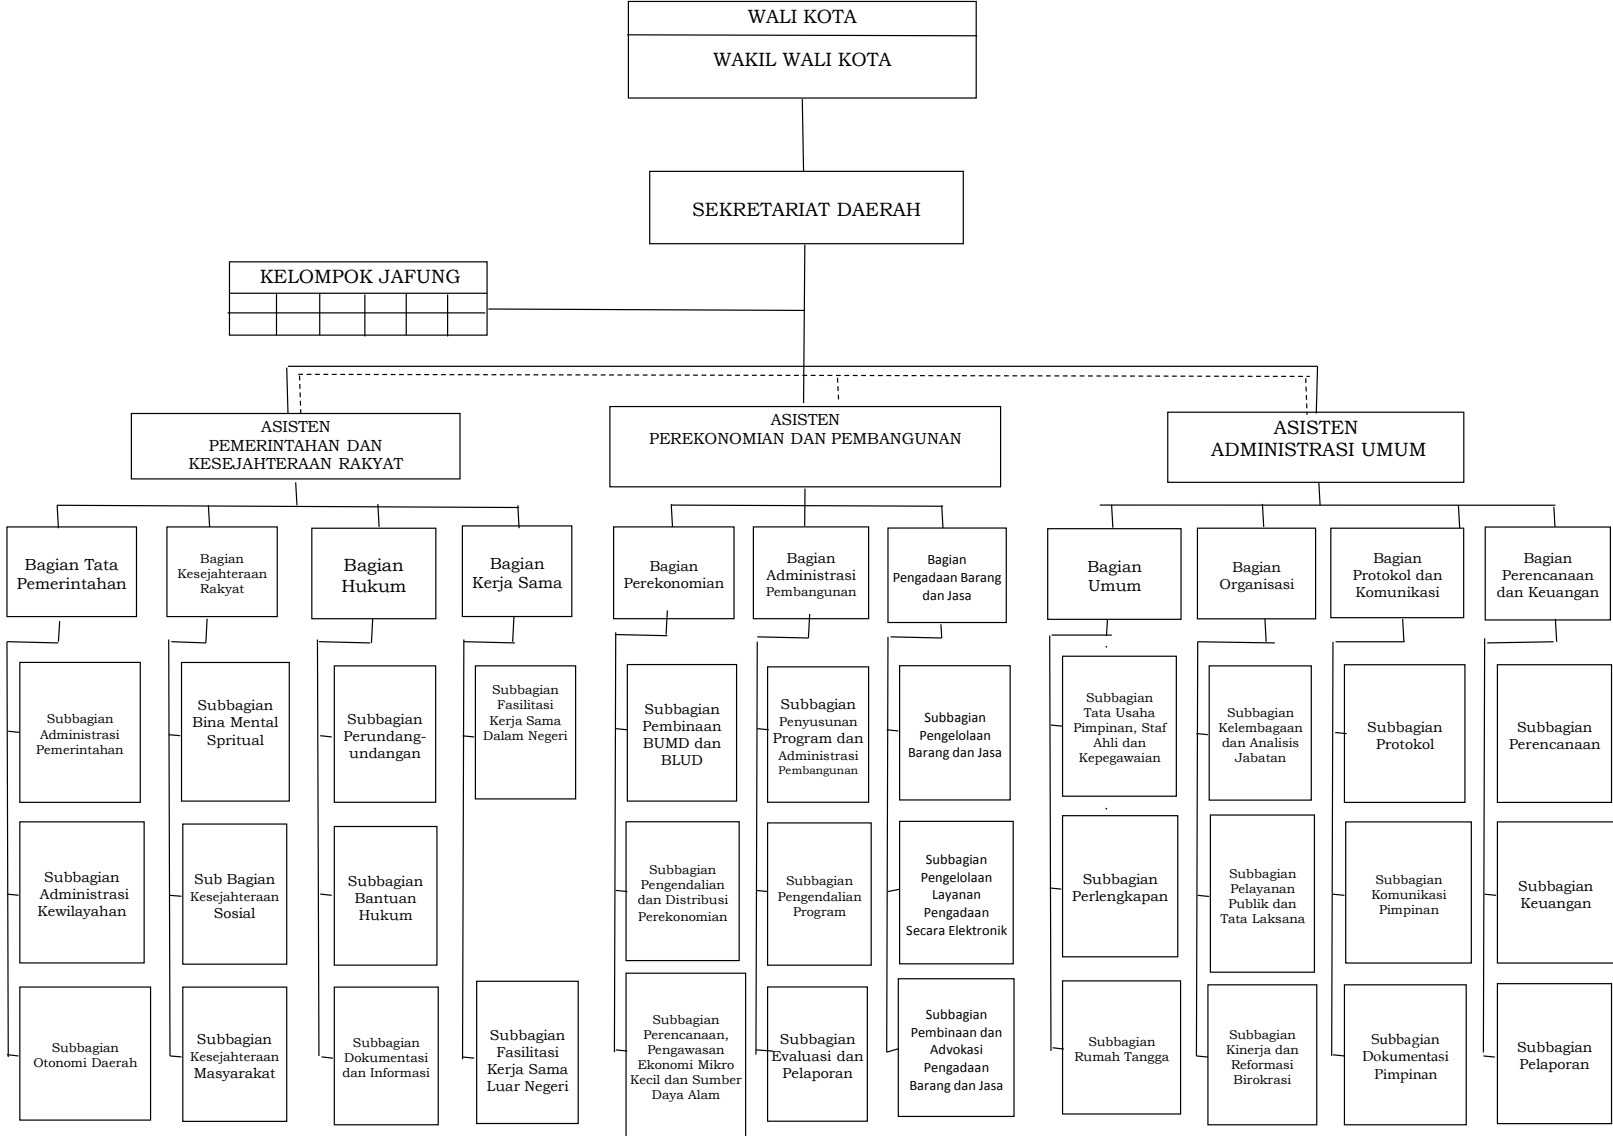 WALI KOTA
WAKIL WALI KOTA
SEKRETARIAT DAERAH
KELOMPOK JAFUNG
ASISTEN
PEMERINTAHAN DAN
KESEJAHTERAAN RAKYAT
ASISTEN
PEREKONOMIAN DAN PEMBANGUNAN
ASISTEN
ADMINISTRASI UMUM
Bagian Tata
Pemerintahan
Bagian
Kesejahteraan
Rakyat
Bagian
Hukum
Bagian
Kerja Sama
Bagian
Perekonomian
Bagian
Administrasi
Pembangunan
Bagian
Pengadaan Barang
dan Jasa
Bagian
Umum
Bagian
Organisasi
Bagian
Protokol dan
Komunikasi
Bagian
Perencanaan
dan Keuangan
Subbagian
Administrasi
Pemerintahan
Subbagian
Bina Mental
Spritual
Subbagian
Perundang-
undangan
Subbagian
Fasilitasi
Kerja Sama
Dalam Negeri
Subbagian
Pembinaan
BUMD dan
BLUD
Subbagian
Penyusunan
Program dan
Administrasi
Pembangunan
Subbagian
Pengelolaan
Barang dan Jasa
Subbagian
Tata Usaha
Pimpinan, Staf
Ahli dan
Kepegawaian
Subbagian
Kelembagaan
dan Analisis
Jabatan
Subbagian
Protokol
Subbagian
Perencanaan
Subbagian
Administrasi
Kewilayahan
Sub Bagian
Kesejahteraan
Sosial
Subbagian
Bantuan
Hukum
Subbagian
Pengendalian
dan Distribusi
Perekonomian
Subbagian
Pengendalian
Program
Subbagian
Pengelolaan
Layanan
Pengadaan
Secara Elektronik
Subbagian
Perlengkapan
Subbagian
Pelayanan
Publik dan
Tata Laksana
Subbagian
Komunikasi
Pimpinan
Subbagian
Keuangan
Subbagian
Otonomi Daerah
Subbagian
Kesejahteraan
Masyarakat
Subbagian
Dokumentasi
dan Informasi
Subbagian
Fasilitasi
Kerja Sama
Luar Negeri
Subbagian
Perencanaan,
Pengawasan
Ekonomi Mikro
Kecil dan Sumber
Daya Alam
Subbagian
Evaluasi dan
Pelaporan
Subbagian
Pembinaan dan
Advokasi
Pengadaan
Barang dan Jasa
Subbagian
Rumah Tangga
Subbagian
Kinerja dan
Reformasi
Birokrasi
Subbagian
Dokumentasi
Pimpinan
Subbagian
Pelaporan